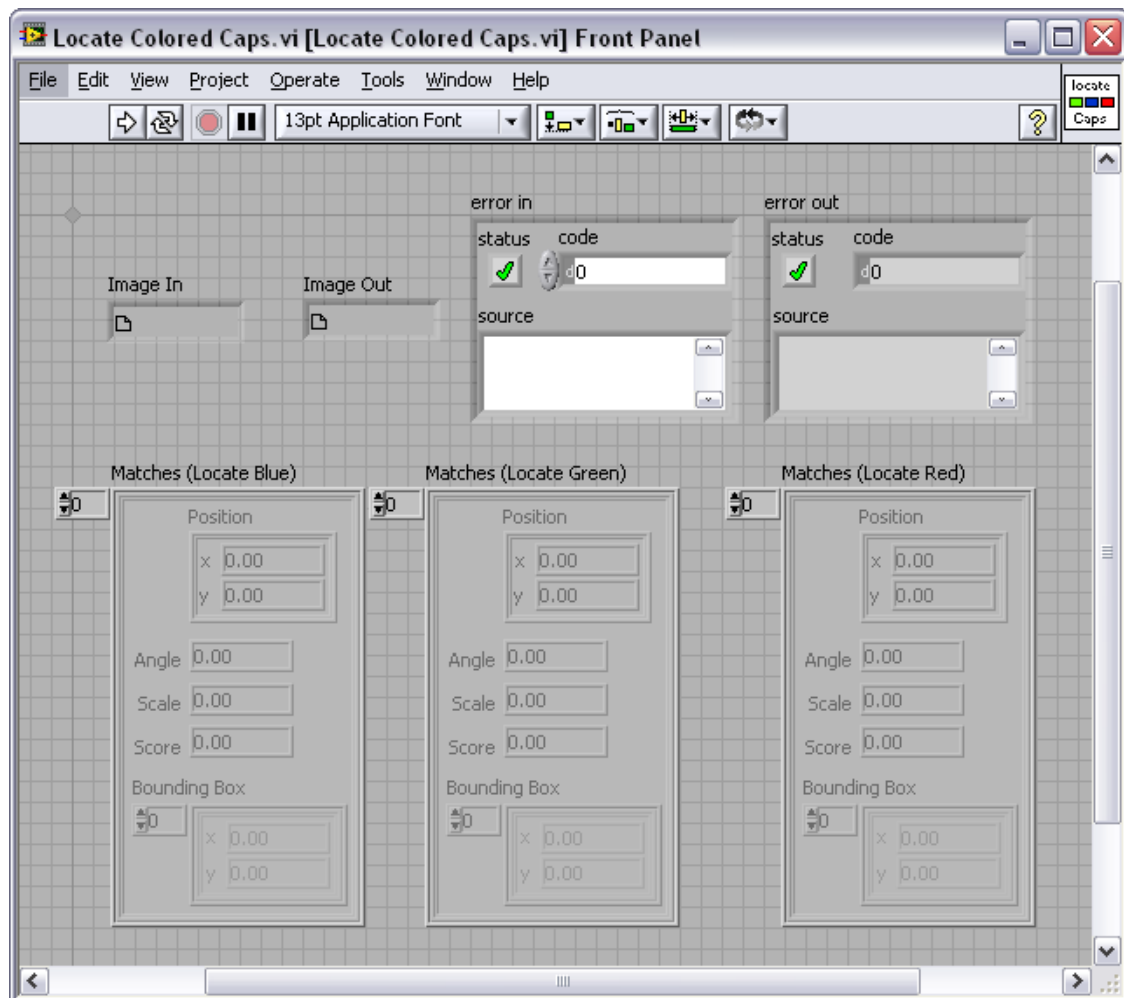 Locate Colored Caps.vi [Locate Colored Caps.vi] Front Panel
File Edit View Project Operate Tools Window Help
locate
Caps
13pt Application Font
error in
status code
d 0
source
error out
status code
d 0
source
Image In
Image Out
Matches (Locate Blue)
0
Position
x 0.00
y 0.00
Angle 0.00
Scale 0.00
Score 0.00
Bounding Box
0
x 0.00
y 0.00
Matches (Locate Green)
0
Position
x 0.00
y 0.00
Angle 0.00
Scale 0.00
Score 0.00
Bounding Box
0
x 0.00
y 0.00
Matches (Locate Red)
0
Position
x 0.00
y 0.00
Angle 0.00
Scale 0.00
Score 0.00
Bounding Box
0
x 0.00
y 0.00